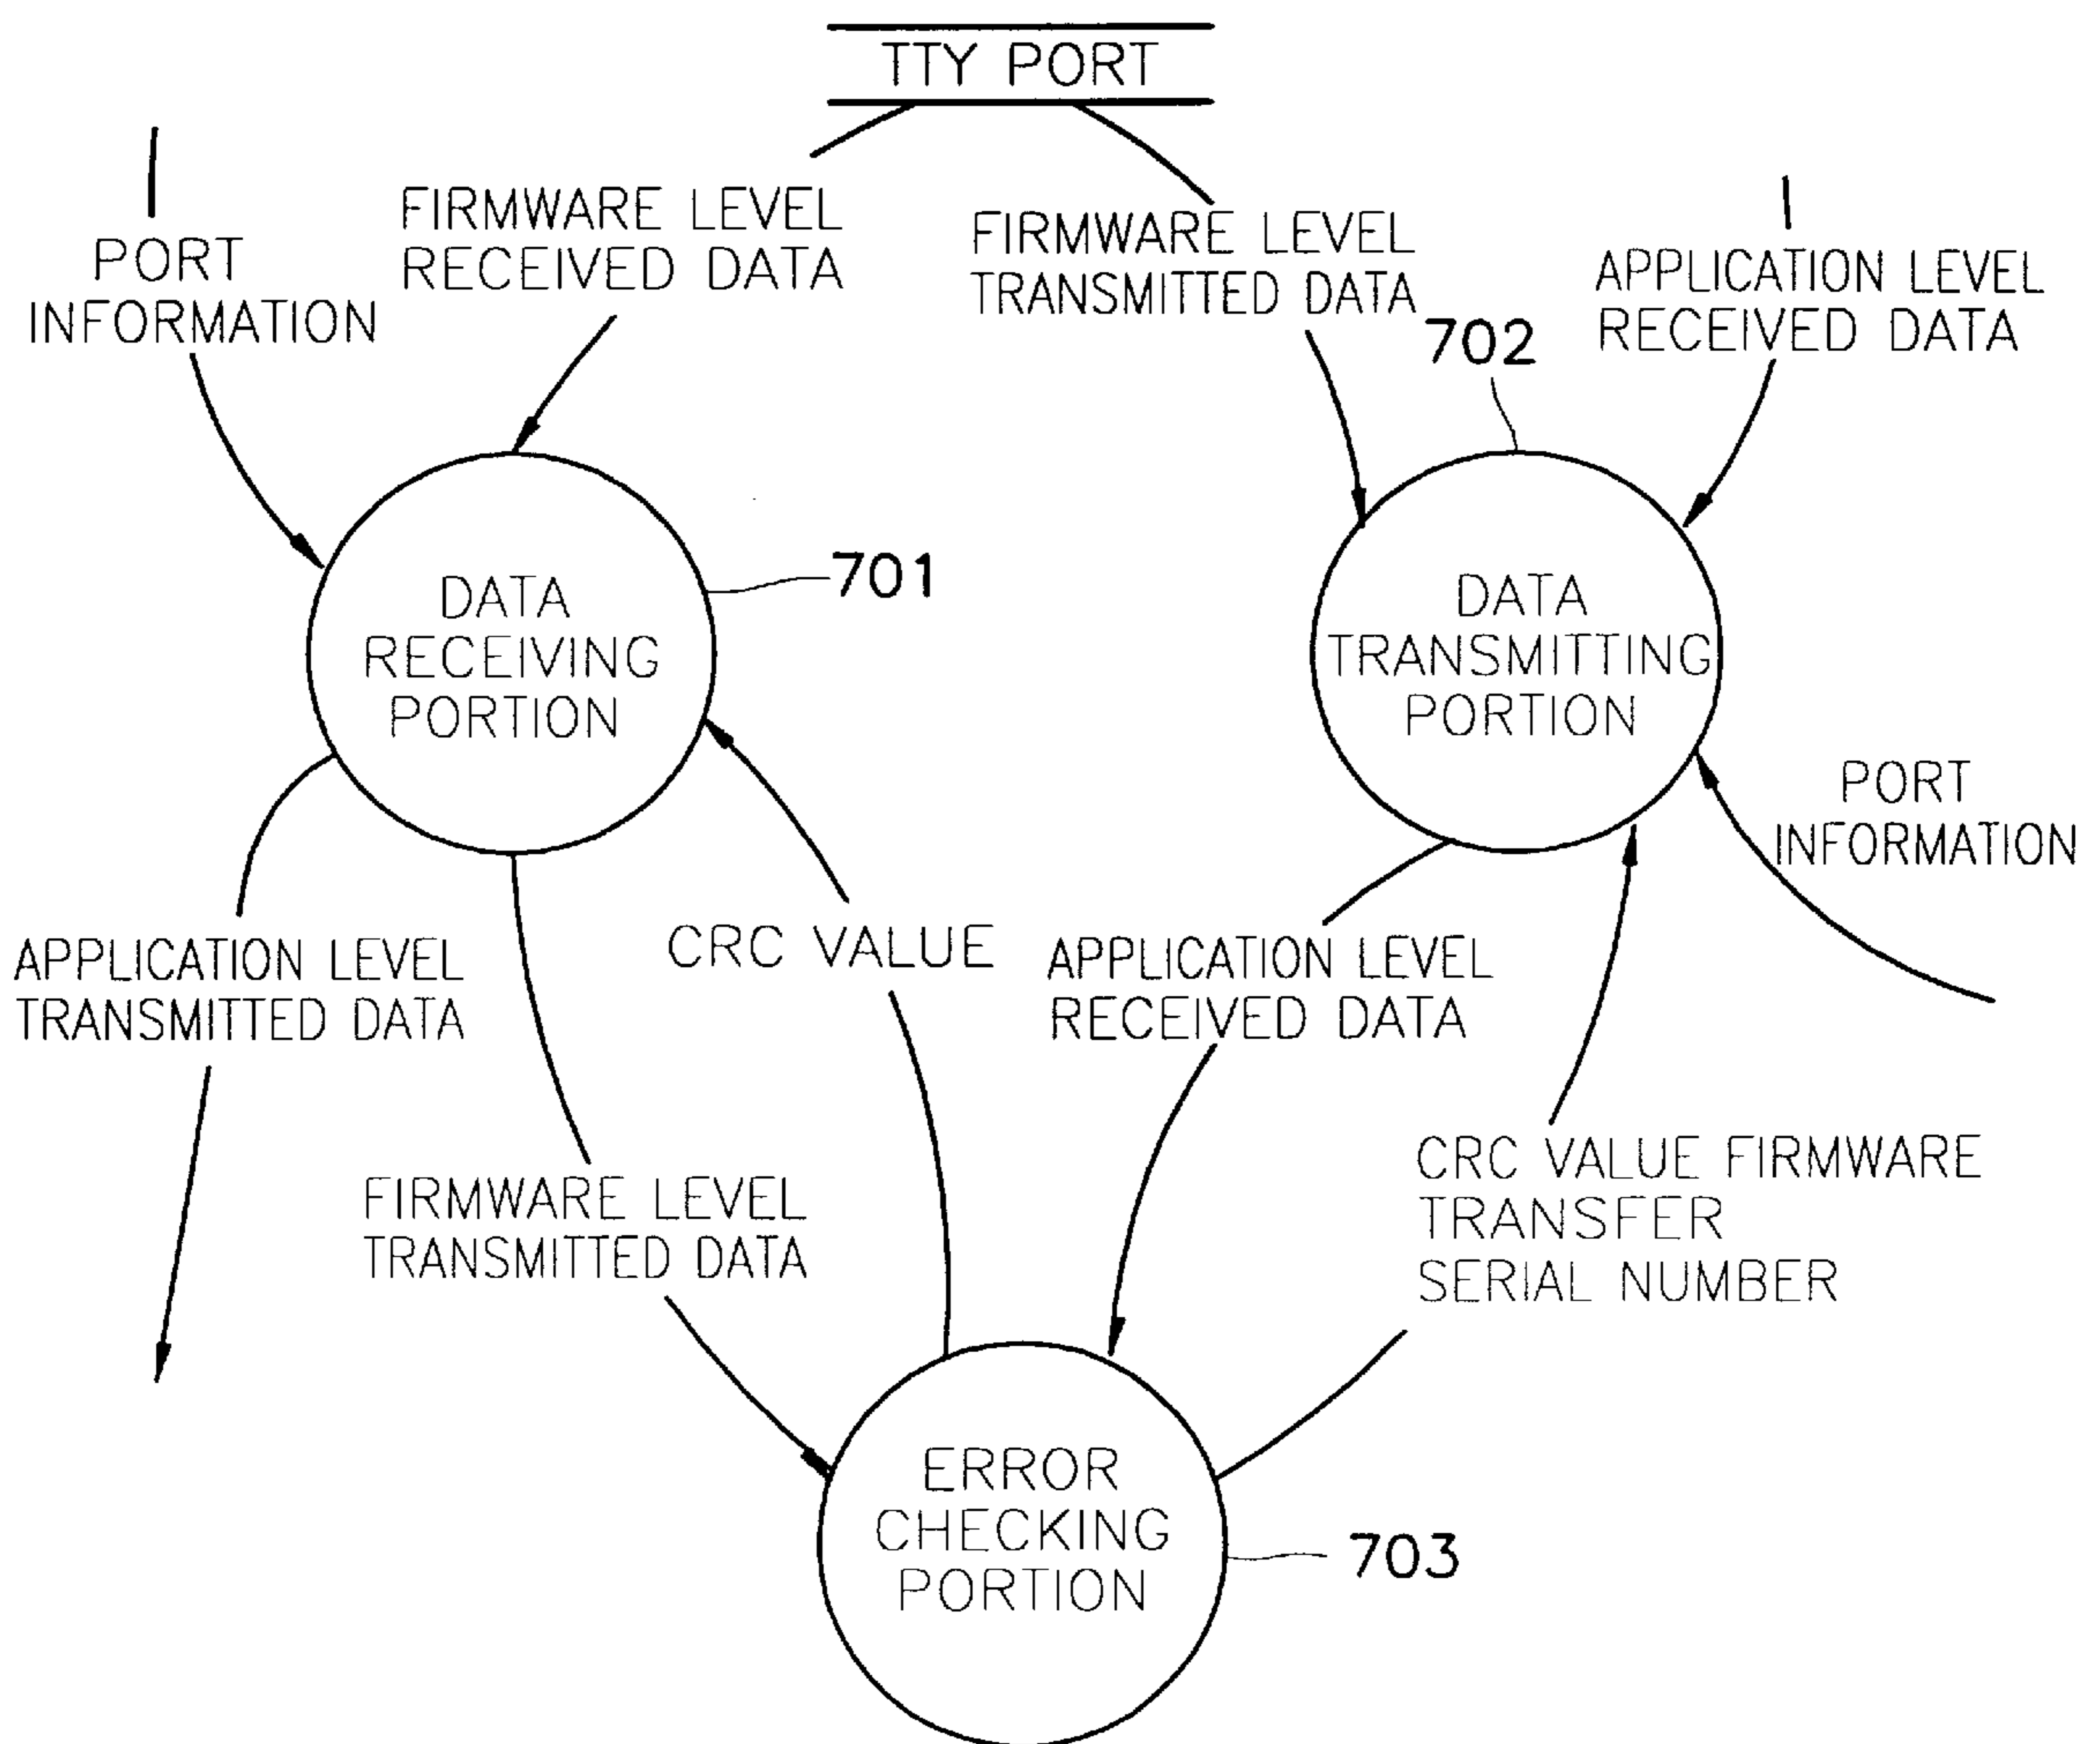 TTY PORT
PORT
INFORMATION
FIRMWARE LEVEL
RECEIVED DATA
FIRMWARE LEVEL
TRANSMITTED DATA
702
APPLICATION LEVEL
RECEIVED DATA
DATA
RECEIVING
PORTION
701
DATA
TRANSMITTING
PORTION
PORT
INFORMATION
APPLICATION LEVEL
TRANSMITTED DATA
CRC VALUE
APPLICATION LEVEL
RECEIVED DATA
FIRMWARE LEVEL
TRANSMITTED DATA
CRC VALUE FIRMWARE
TRANSFER
SERIAL NUMBER
ERROR
CHECKING
PORTION
703